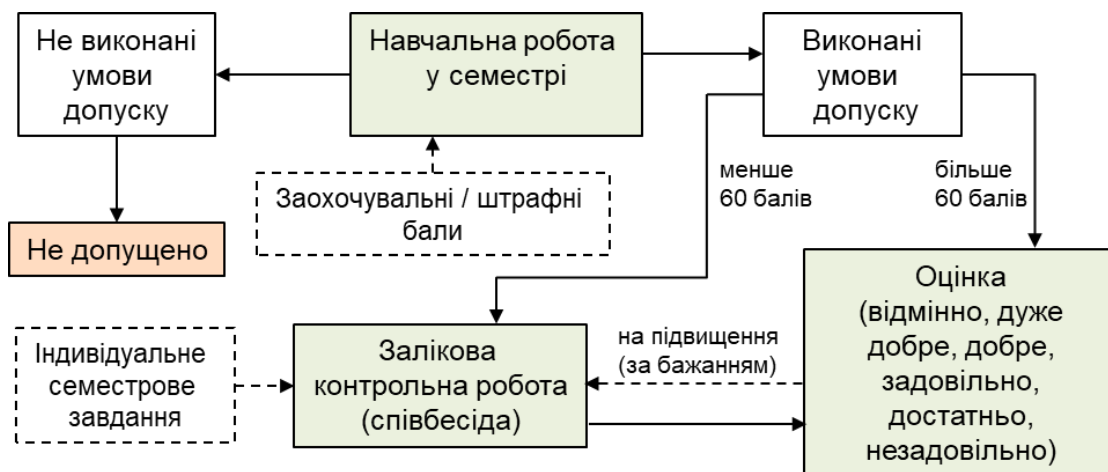 Не виконані
умови
допуску
Навчальна робота
у семестрі
Виконані
умови
допуску
Заохочувальні / штрафні
бали
менше
60 балів
більше
60 балів
Не допущено
Індивідуальне
семестрове
завдання
Залікова
контрольна робота
(співбесіда)
на підвищення
(за бажанням)
Оцінка
(відмінно, дуже
добре, добре,
задовільно,
достатньо,
незадовільно)